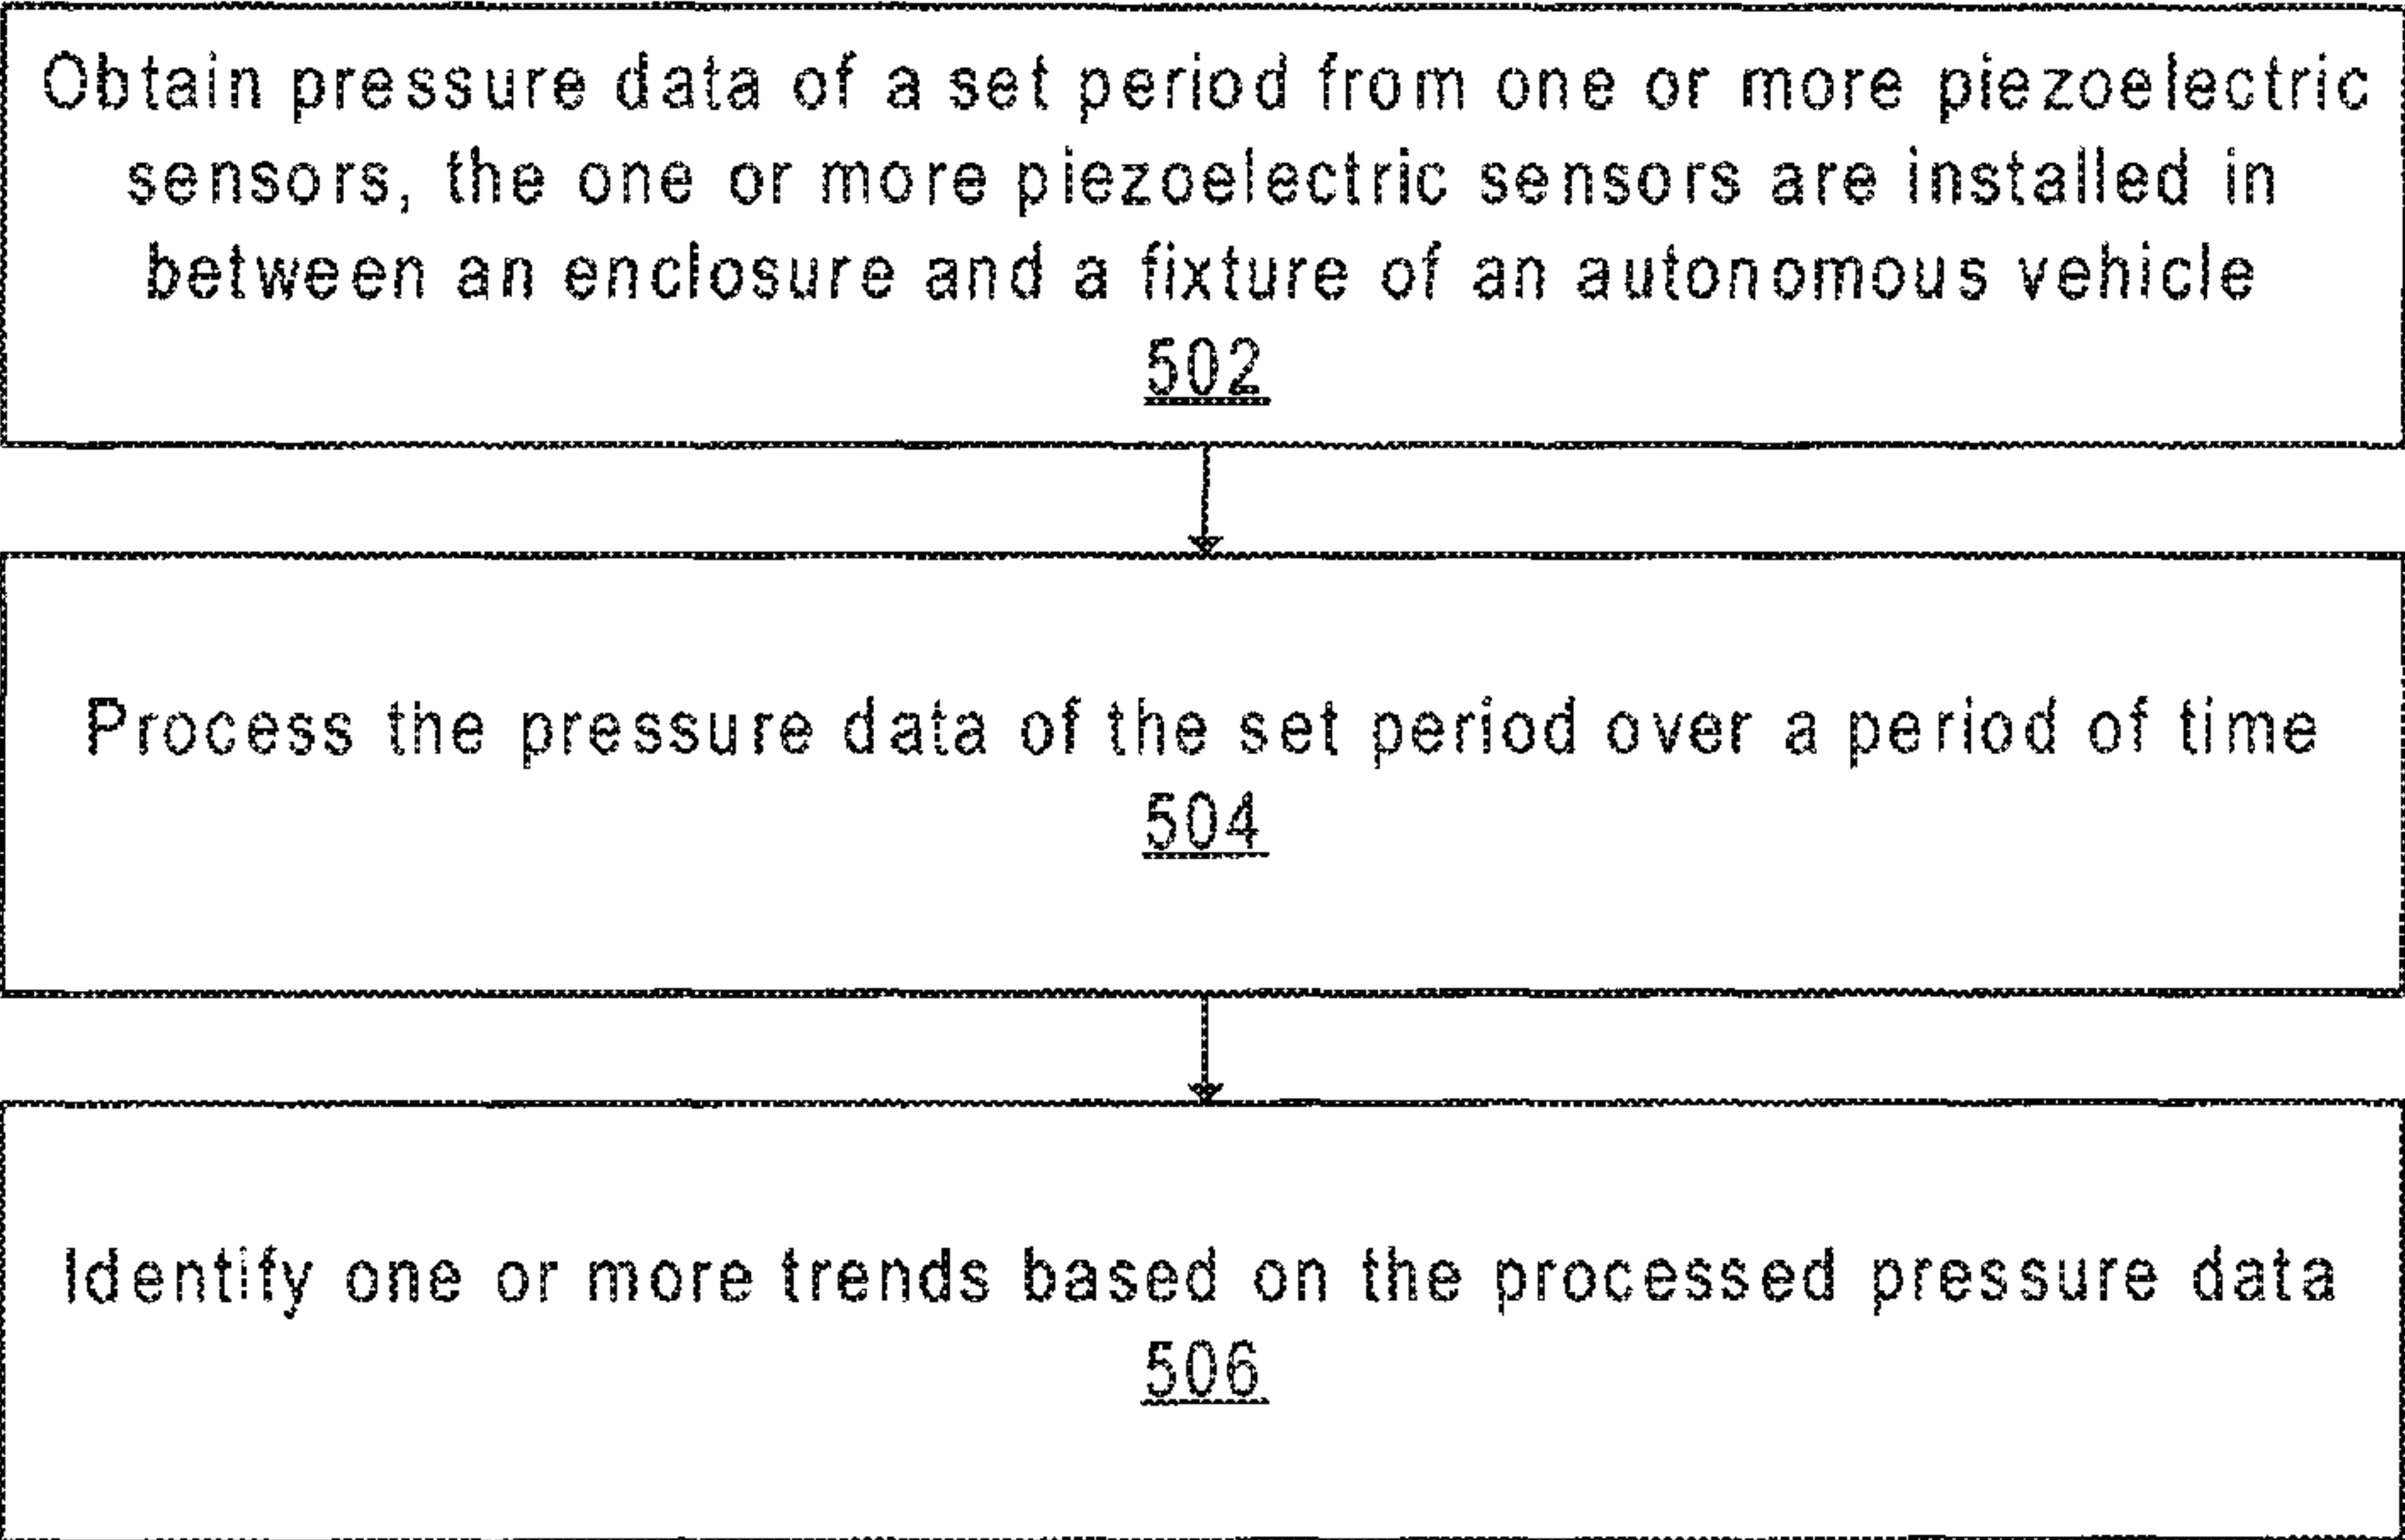 Obtain pressure data of a set period from one or more piezoelectric
sensors, the one or more piezoelectric sensors are installed in
between an enclosure and a fixture of an autonomous vehicle
502
Process the pressure data of the set period over a period of time
504
Identify one or more trends based on the processed pressure data
506